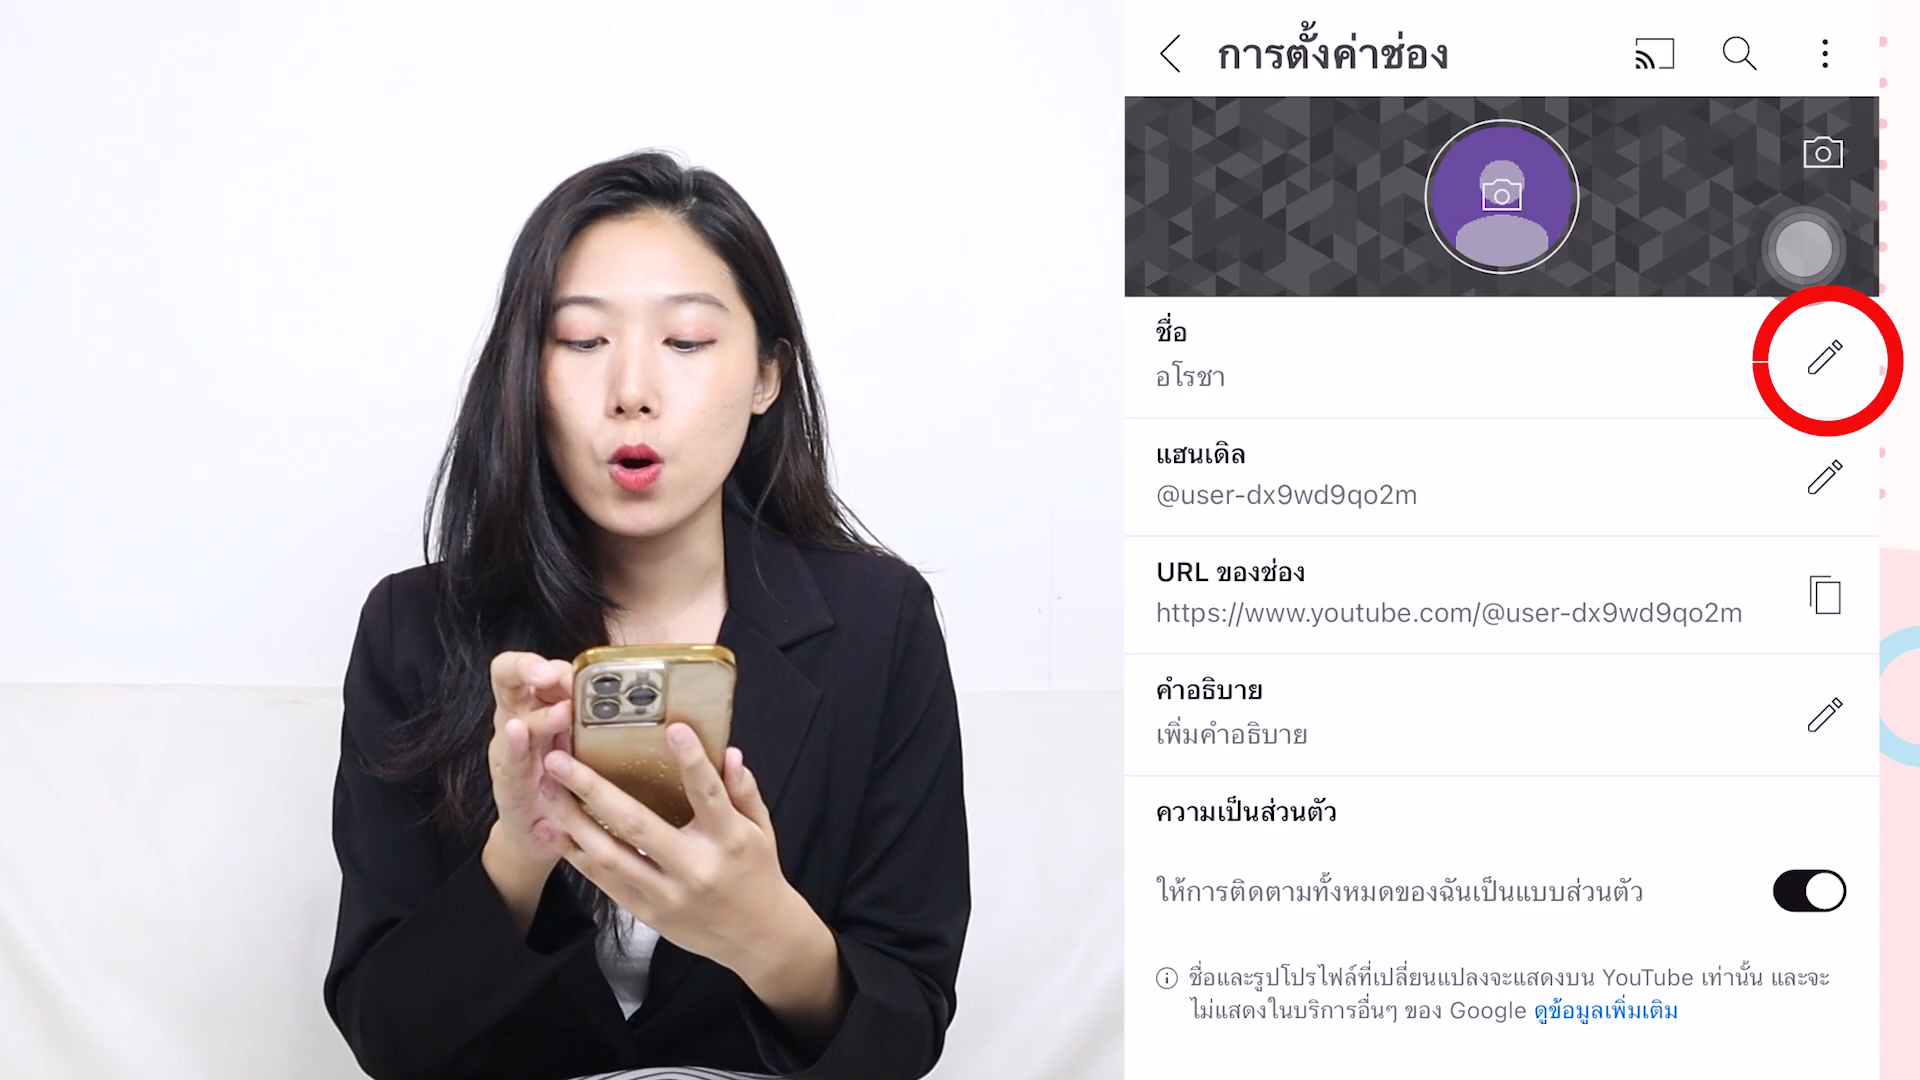 การตั้งค่าช่อง
ชื่อ
อโรชา
แฮนเดิล
@user-dx9wd9qo2m
URL ของช่อง
https://www.youtube.com/@user-dx9wd9qo2m
คำอธิบาย
เพิ่มคำอธิบาย
ความเป็นส่วนตัว
ให้การติดตามทั้งหมดของฉันเป็นแบบส่วนตัว
ชื่อและรูปโปรไฟล์ที่เปลี่ยนแปลงจะแสดงบน YouTube เท่านั้น และจะ
ไม่แสดงในบริการอื่นๆ ของ Google ดูข้อมูลเพิ่มเติม